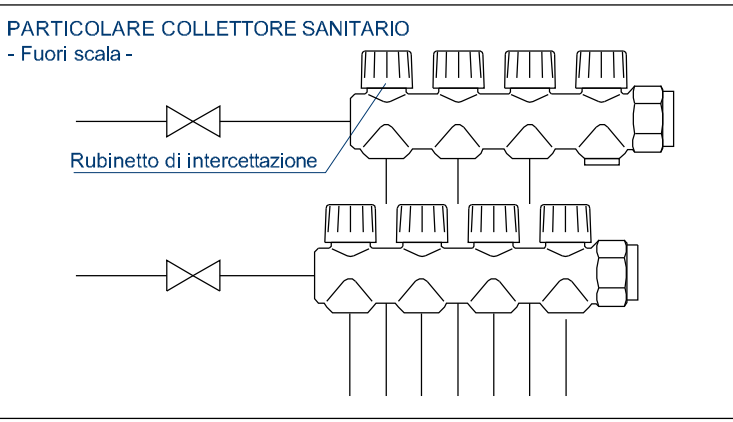 PARTICOLARE COLLETTORE SANITARIO
- Fuori scala -
Rubinetto di intercettazione